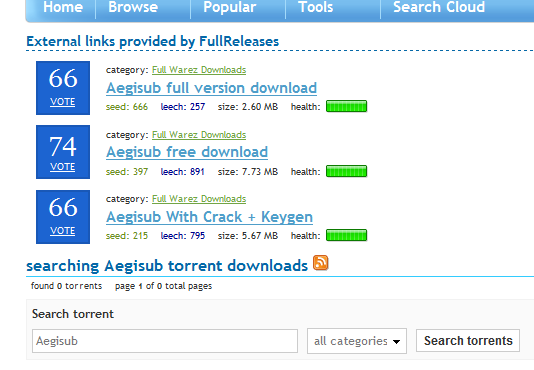 Home Browse Popular Tools Search Cloud
External links provided by FullReleases
66
VOTE
category: Full Warez Downloads
Aegisub full version download
seed: 666 leech: 257 size: 2.60 MB health:
74
VOTE
category: Full Warez Downloads
Aegisub free download
seed: 397 leech: 891 size: 7.73 MB health:
66
VOTE
category: Full Warez Downloads
Aegisub With Crack + Keygen
seed: 215 leech: 795 size: 5.67 MB health:
searching Aegisub torrent downloads
found 0 torrents page 1 of 0 total pages
Search torrent
Aegisub all categories Search torrents